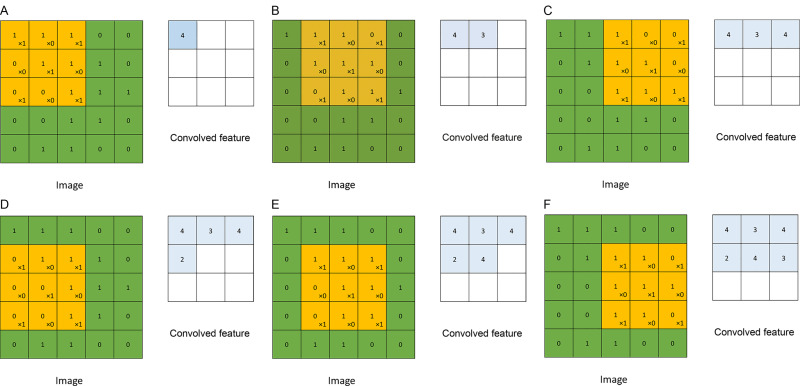 A
1×1 1×0 1×1 0 0
0×0 1×1 1×0 1 0
0×1 0×0 1×1 1 1
0 0 1 1 0
0 1 1 0 0
Image
4
Convolved feature
B
1 1×1 1×0 0×1 0
0 1×0 1×1 1×0 0
0 0×1 1×0 1×1 1
0 0 1 1 0
0 1 1 0 0
Image
4 3
Convolved feature
C
1 1 1×1 0×0 0×1
0 1 1×0 1×1 0×0
0 0 1×1 1×0 1×1
0 0 1 1 0
0 1 1 0 0
Image
4 3 4
Convolved feature
D
1 1 1 0 0
0×1 1×0 1×1 1 0
0×0 0×1 1×0 1 1
0×1 0×0 1×1 1 0
0 1 1 0 0
Image
4 3 4
2
Convolved feature
E
1 1 1 0 0
0 1×1 1×0 1×1 0
0 0×0 1×1 1×0 1
0 0×1 1×0 1×1 0
0 1 1 0 0
Image
4 3 4
2 4
Convolved feature
F
1 1 1 0 0
0 1 1×1 1×0 0×1
0 0 1×0 1×1 1×0
0 0 1×1 1×0 0×1
0 1 1 0 0
Image
4 3 4
2 4 3
Convolved feature